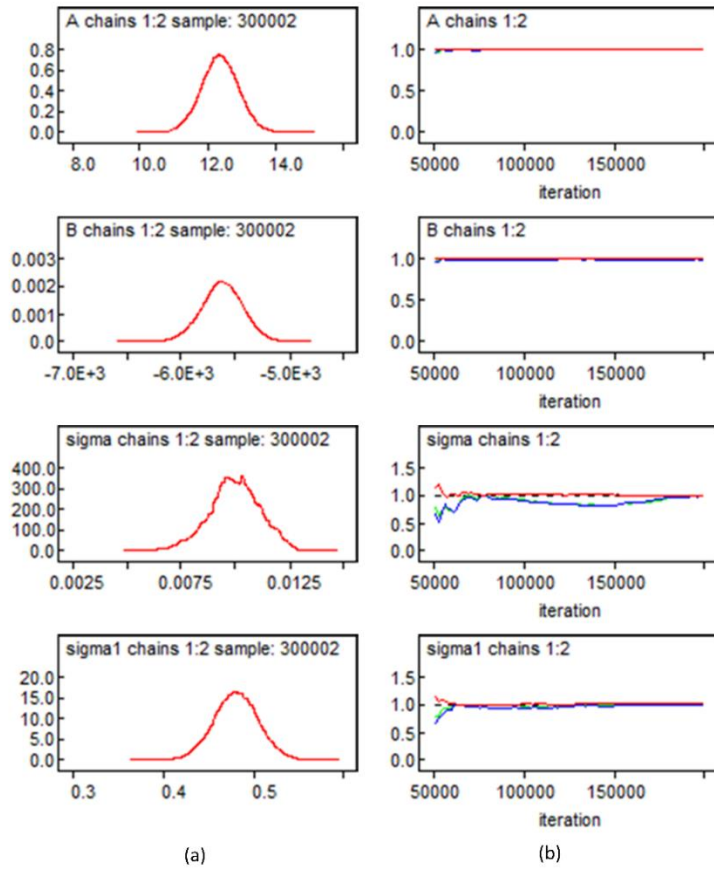 A chains 1:2 sample: 300002
0.8
0.6
0.4
0.2
0.0
8.0 10.0 12.0 14.0
A chains 1:2
1.0
0.5
0.0
50000 100000 150000
iteration
B chains 1:2 sample: 300002
0.003
0.002
0.001
0.0
-7.0E+3 -6.0E+3 -5.0E+3
B chains 1:2
1.0
0.5
0.0
50000 100000 150000
iteration
sigma chains 1:2 sample: 300002
400.0
300.0
200.0
100.0
0.0
0.0025 0.0075 0.0125
sigma chains 1:2
1.5
1.0
0.5
0.0
50000 100000 150000
iteration
sigma1 chains 1:2 sample: 300002
20.0
15.0
10.0
5.0
0.0
0.3 0.4 0.5
sigma1 chains 1:2
1.5
1.0
0.5
0.0
50000 100000 150000
iteration
(a) (b)